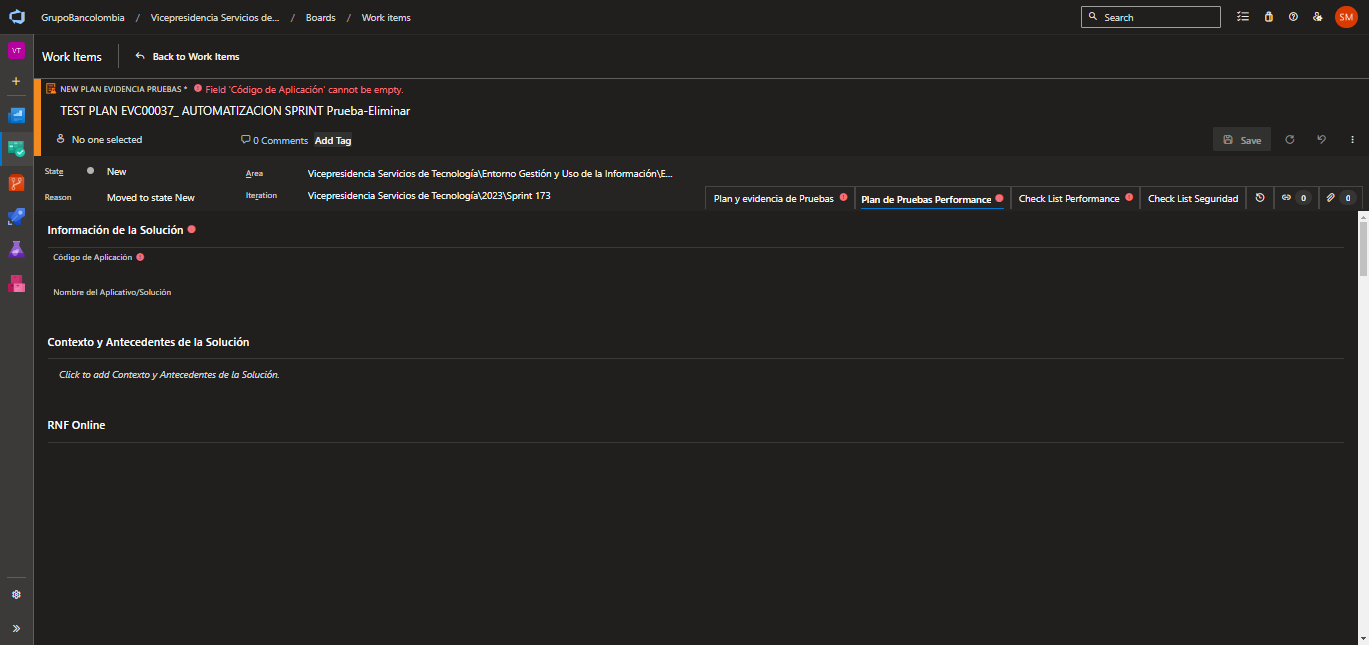 GrupoBancolombia / Vicepresidencia Servicios de... / Boards / Work items
Search
SM
VT
Work Items
Back to Work Items
NEW PLAN EVIDENCIA PRUEBAS * Field 'Código de Aplicación' cannot be empty.
TEST PLAN EVC00037_ AUTOMATIZACION SPRINT Prueba-Eliminar
No one selected
0 Comments
Add Tag
Save
State
New
Area
Vicepresidencia Servicios de Tecnología\Entorno Gestión y Uso de la Información\E...
Reason
Moved to state New
Iteration
Vicepresidencia Servicios de Tecnología\2023\Sprint 173
Plan y evidencia de Pruebas
Plan de Pruebas Performance
Check List Performance
Check List Seguridad
0
0
Información de la Solución
Código de Aplicación
Nombre del Aplicativo/Solución
Contexto y Antecedentes de la Solución
Click to add Contexto y Antecedentes de la Solución.
RNF Online